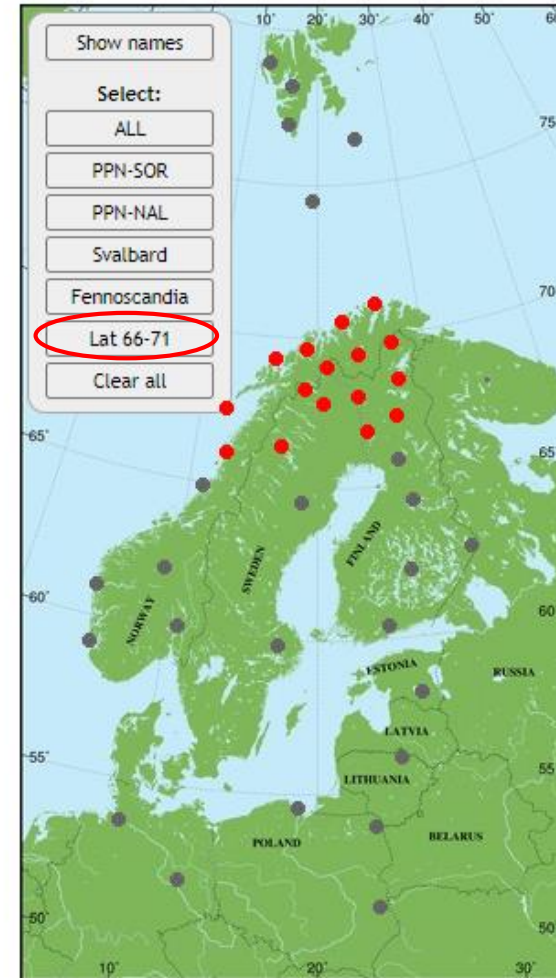 Show names
Select:
ALL
PPN-SOR
PPN-NAL
Svalbard
Fennoscandia
Lat 66-71
Clear all
10° 20° 30° 40° 50° 60
75
70
65° 65
SWEDEN
FINLAND
60° 60
NORWAY
ESTONIA
RUSSIA
LATVIA
55° 55
LITHUANIA
POLAND
BELARUS
50° 50
10° 20° 30°